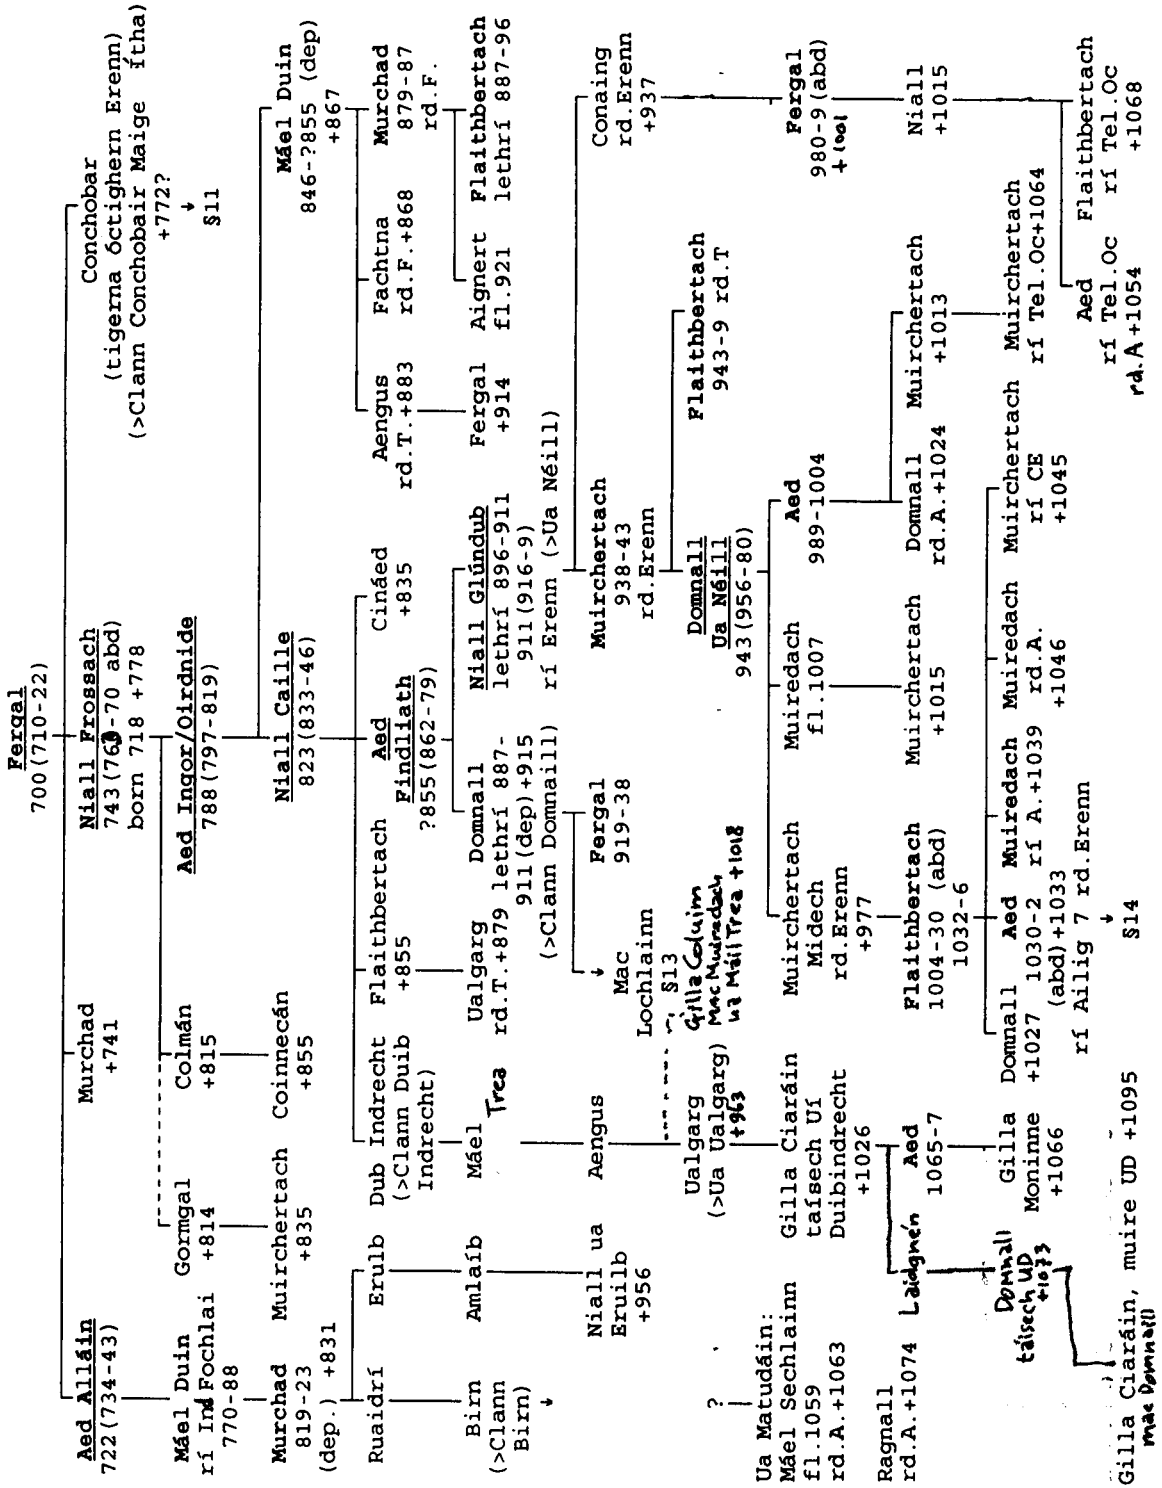 Fergal
700(710-22)
Aed Alláin
722(734-43)
Murchad
+741
Niall Frossach
743(763-70 abd)
born 718 +778
Conchobar
(tigerna óctighern Erenn)
(>Clann Conchobair Maige Ítha)
+772?
↓
§11
Máel Duin
rí Ind Fochlai
770-88
Gormgal
+814
Colmán
+815
Aed Ingor/Oirdnide
788(797-819)
Murchad
819-23
(dep.) +831
Muirchertach
+835
Coinnecán
+855
Niall Caille
823(833-46)
Máel Duin
846-?855 (dep)
+867
Ruaidrí
Erulb
Dub Indrecht
(>Clann Duib
Indrecht)
Flaithbertach
+855
Aed
Findliath
?855(862-79)
Cináed
+835
Aengus
rd.T.+883
Fachtna
rd.F.+868
Murchad
879-87
rd.F.
Birn
(>Clann
Birn)
↓
Amlaíb
Máel
Trea
Ualgarg
rd.T.+879
Domnall
lethrí 887-
911(dep)+915
(>Clann Domnaill)
Niall Glúndub
lethrí 896-911
911(916-9)
rí Erenn (>Ua Néill)
Fergal
+914
Aignert
fl.921
Flaithbertach
lethrí 887-96
Niall ua
Eruilb
+956
Aengus
↓
Mac
Lochlainn
§13
Fergal
919-38
Muirchertach
938-43
rd.Erenn
Conaing
rd.Erenn
+937
Ualgarg
(>Ua Ualgarg)
+963
Gilla Coluim
mac Muiredach
ua Máil Trea +1018
Domnall
Ua Néill
943(956-80)
Flaithbertach
943-9 rd.T
?
Ua Matudáin:
Máel Sechlainn
fl.1059
rd.A.+1063
Gilla Ciaráin
taísech Uí
Duibindrecht
+1026
Muirchertach
Midech
rd.Erenn
+977
Muiredach
fl.1007
Aed
989-1004
Fergal
980-9(abd)
+1001
Ragnall
rd.A.+1074
Laidgnén
Aed
1065-7
Flaithbertach
1004-30 (abd)
1032-6
Muirchertach
+1015
Domnall
rd.A.+1024
Muirchertach
+1013
Niall
+1015
Domnall
taísech UD
+1073
Gilla
Moninne
+1066
Domnall
+1027
Aed
1030-2
(abd)+1033
rí Ailig 7 rd.Erenn
Muiredach
rí A.+1039
↓
§14
Muiredach
rd.A.
+1046
Muirchertach
rí CE
+1045
Muirchertach
rí Tel.Oc+1064
Aed
rí Tel.Oc
rd.A+1054
Flaithbertach
rí Tel.Oc
+1068
Gilla Ciaráin, muire UD +1095
mac Domnaill